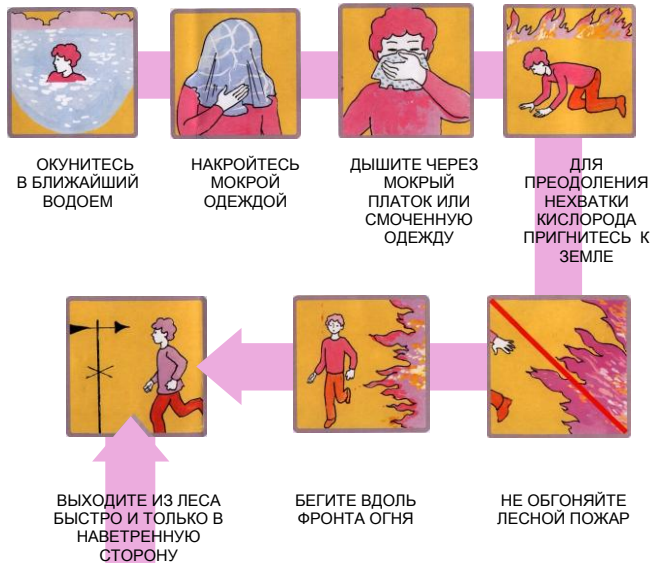 ОКУНИТЕСЬ
В БЛИЖАЙШИЙ
ВОДОЕМ
НАКРОЙТЕСЬ
МОКРОЙ
ОДЕЖДОЙ
ДЫШИТЕ ЧЕРЕЗ
МОКРЫЙ
ПЛАТОК ИЛИ
СМОЧЕННУЮ
ОДЕЖДУ
ДЛЯ
ПРЕОДОЛЕНИЯ
НЕХВАТКИ
КИСЛОРОДА
ПРИГНИТЕСЬ К
ЗЕМЛЕ
ВЫХОДИТЕ ИЗ ЛЕСА
БЫСТРО И ТОЛЬКО В
НАВЕТРЕННУЮ
СТОРОНУ
БЕГИТЕ ВДОЛЬ
ФРОНТА ОГНЯ
НЕ ОБГОНЯЙТЕ
ЛЕСНОЙ ПОЖАР